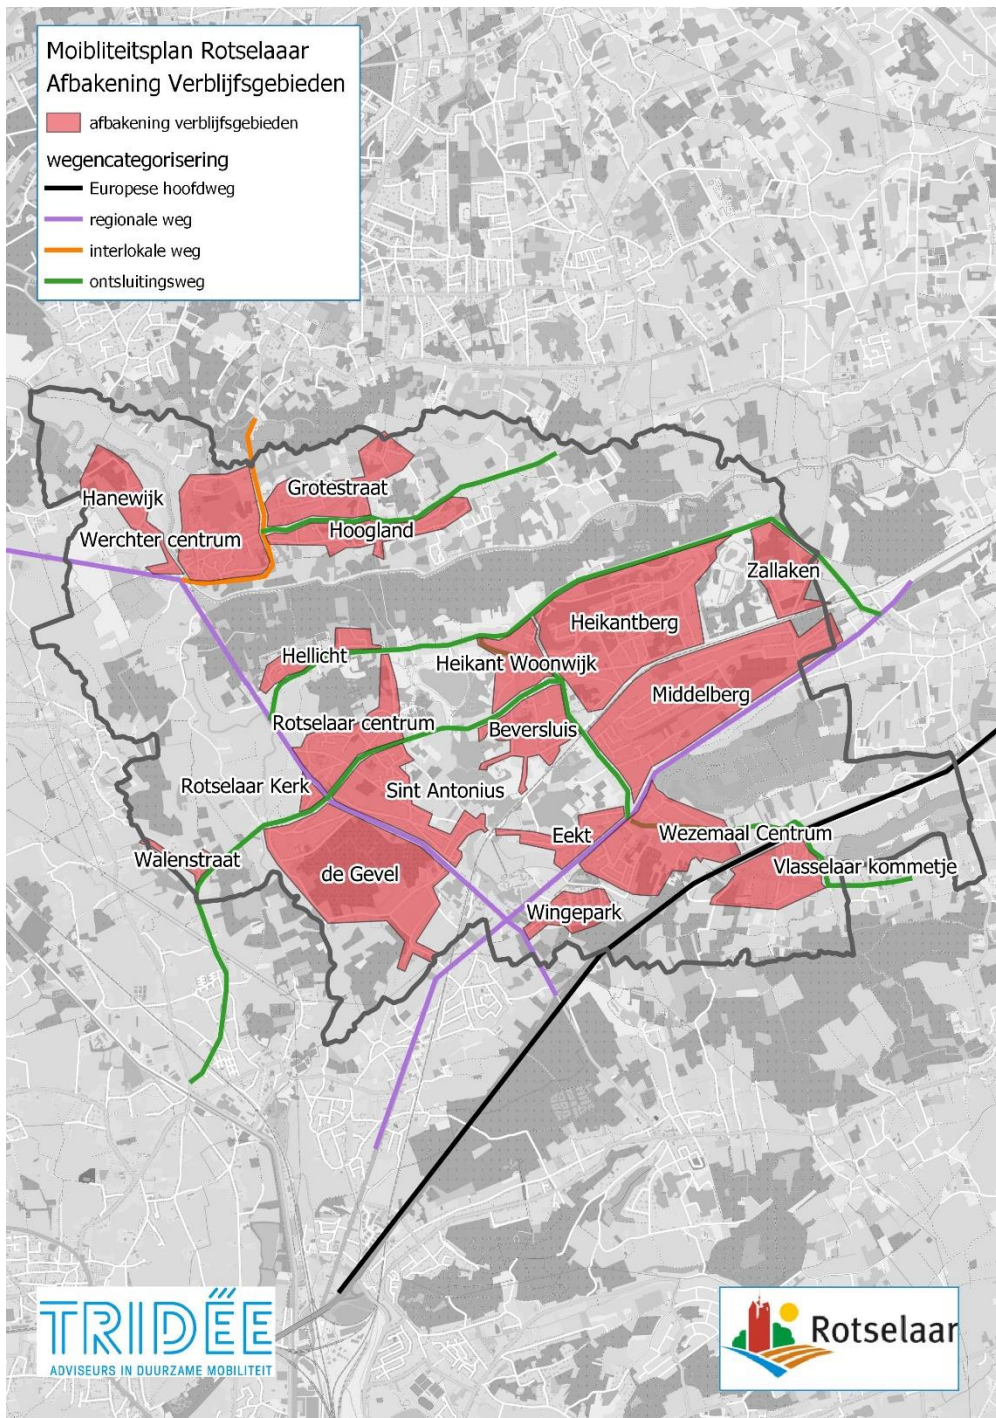 Moibliteitsplan Rotselaaar
Afbakening Verblijfsgebieden
afbakening verblijfsgebieden
wegencategorisering
Europese hoofdweg
regionale weg
interlokale weg
ontsluitingsweg
Hanewijk
Grotestraat
Werchter centrum
Hoogland
Zallaken
Heikantberg
Hellicht
Heikant Woonwijk
Middelberg
Rotselaar centrum
Beversluis
Rotselaar Kerk
Sint Antonius
Eekt
Wezemaal Centrum
Walenstraat
de Gevel
Vlasselaar kommetje
Wingepark
TRIDËE
ADVISEURS IN DUURZAME MOBILITEIT
Rotselaar